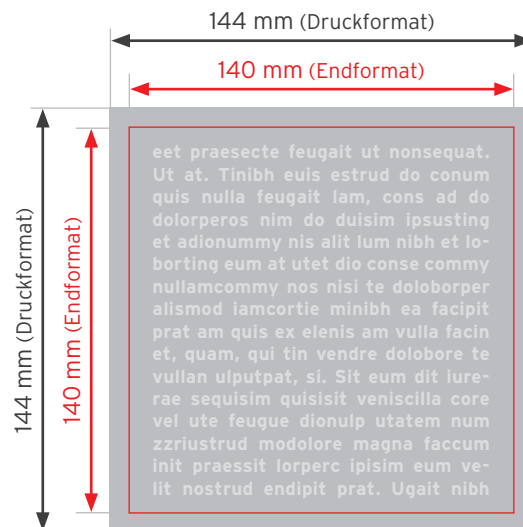 144 mm (Druckformat)
140 mm (Endformat)
144 mm (Druckformat)
140 mm (Endformat)
eet praesecte feugait ut nonsequat.
Ut at. Tinibh euis estrud do conum
quis nulla feugait lam, cons ad do
dolorperos nim do duisim ipsusting
et adionummy nis alit lum nibh et lo-
borting eum at utet dio conse commy
nullamcommy nos nisi te doloborper
alismod iamcortie minibh ea facipit
prat am quis ex elenis am vulla facin
et, quam, qui tin vendre dolobore te
vullan ulputpat, si. Sit eum dit iure-
rae sequisim quisisit veniscilla core
vel ute feugue dionulp utatem num
zzriustrud modolore magna faccum
init praessit lorperc ipisim eum ve-
lit nostrud endipit prat. Ugait nibh